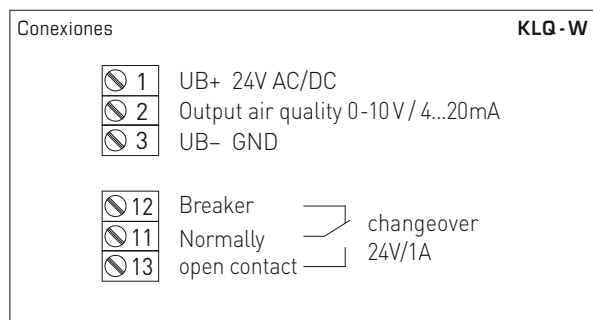 Conexiones KLQ-W
1 UB+ 24V AC/DC
2 Output air quality 0-10 V / 4...20mA
3 UB– GND
12 Breaker
changeover
11 Normally
24V/1A
13 open contact